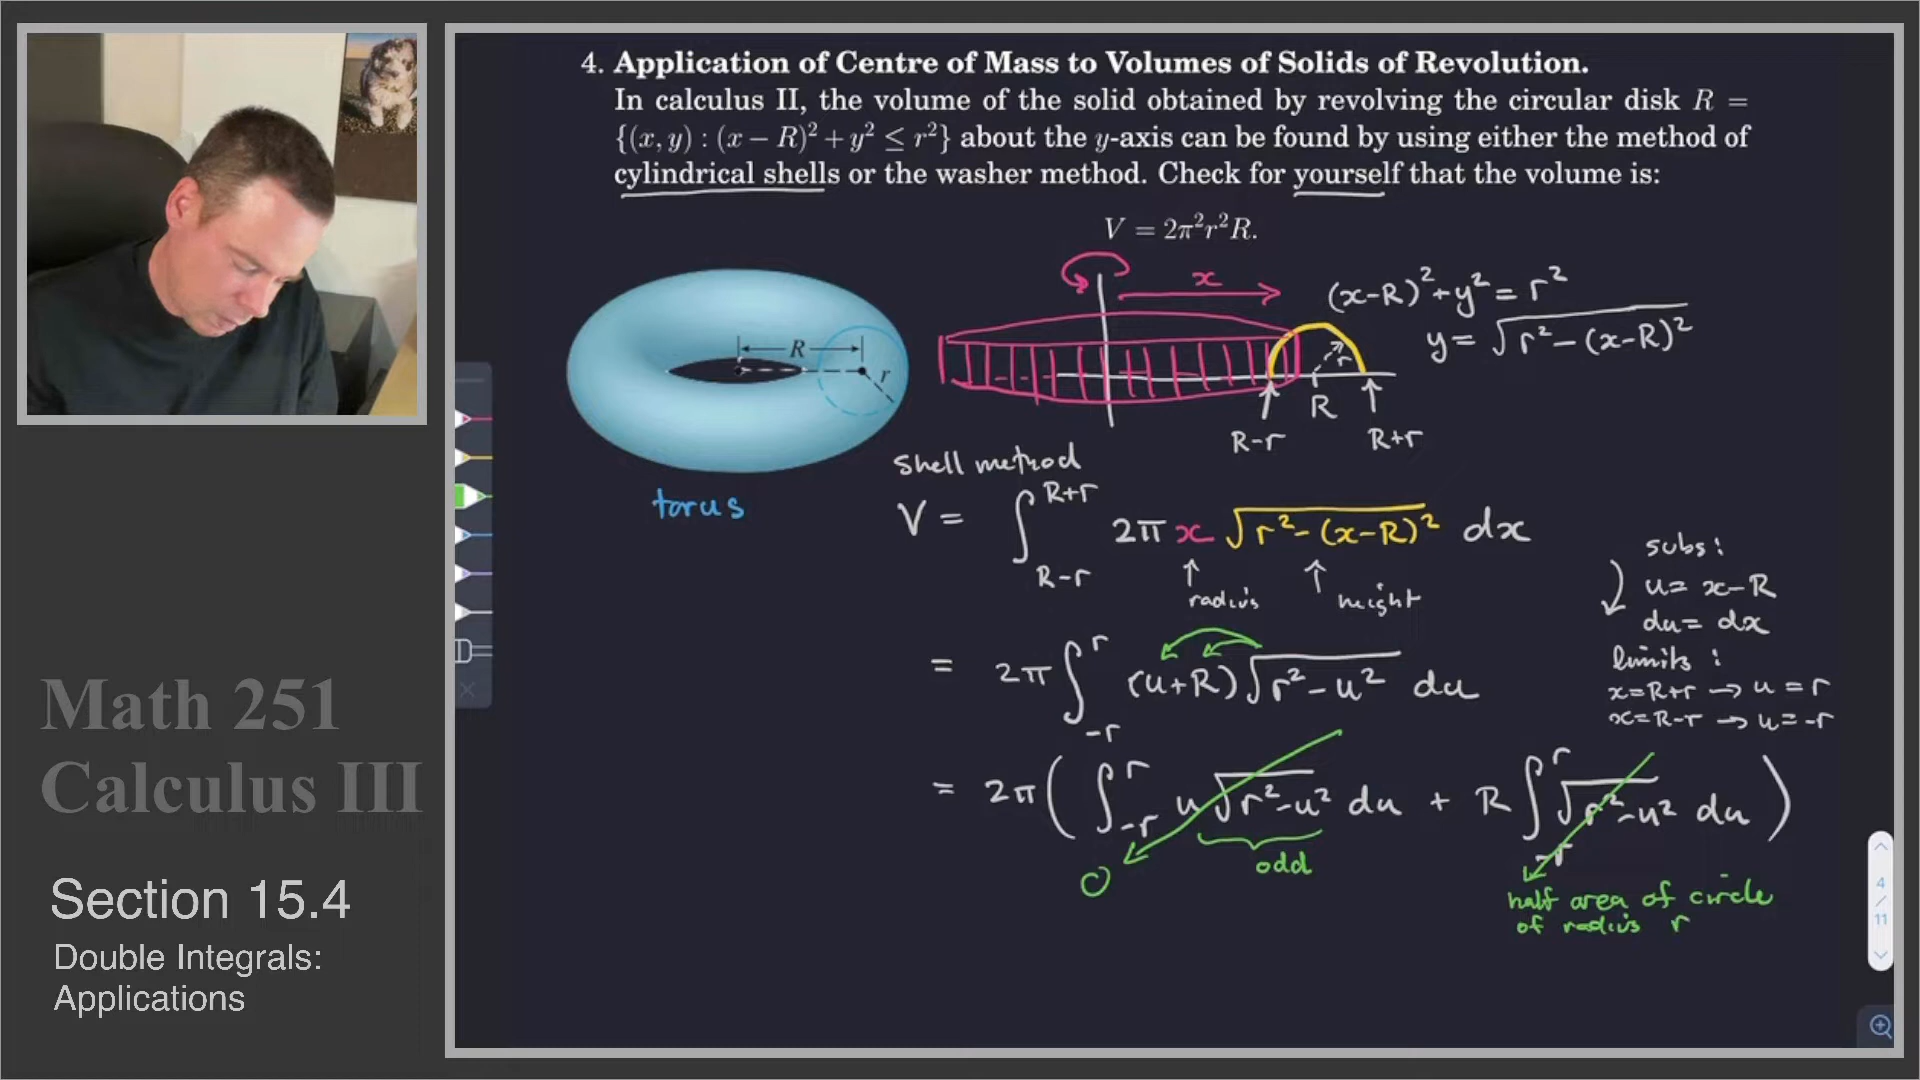 4. Application of Centre of Mass to Volumes of Solids of Revolution.
In calculus II, the volume of the solid obtained by revolving the circular disk R =
{(x, y) : (x − R)² + y² ≤ r²} about the y-axis can be found by using either the method of
cylindrical shells or the washer method. Check for yourself that the volume is:
V = 2π²r²R.
R
r
torus
x
(x-R)²+y² = r²
y = √(r² − (x-R)²)
r
R-r
R
R+r
Shell method
V = ∫_{R-r}^{R+r} 2π x √(r² − (x-R)²) dx
radius
height
subs:
u = x-R
du = dx
limits:
x=R+r → u = r
x=R-r → u = -r
= 2π ∫_{-r}^{r} (u+R) √(r² − u²) du
= 2π ( ∫_{-r}^{r} u √(r²-u²) du + R ∫_{-r}^{r} √(r²-u²) du )
0
odd
half area of circle
of radius r
Math 251
Calculus III
Section 15.4
Double Integrals:
Applications
4
/
11